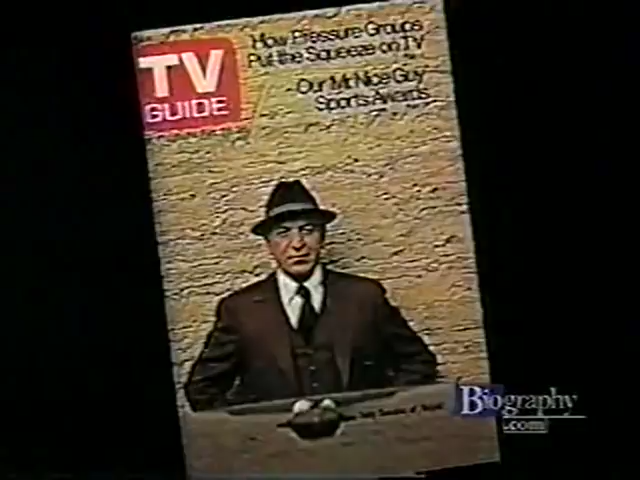 How Pressure Groups
Put the Squeeze on TV
Our Mr. Nice Guy
Sports Awards
TV
GUIDE
Biography
.com